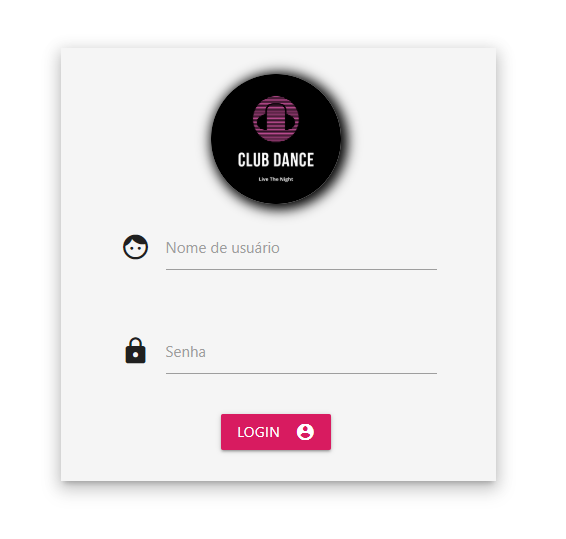 CLUB DANCE
Live The Night
Nome de usuário
Senha
LOGIN